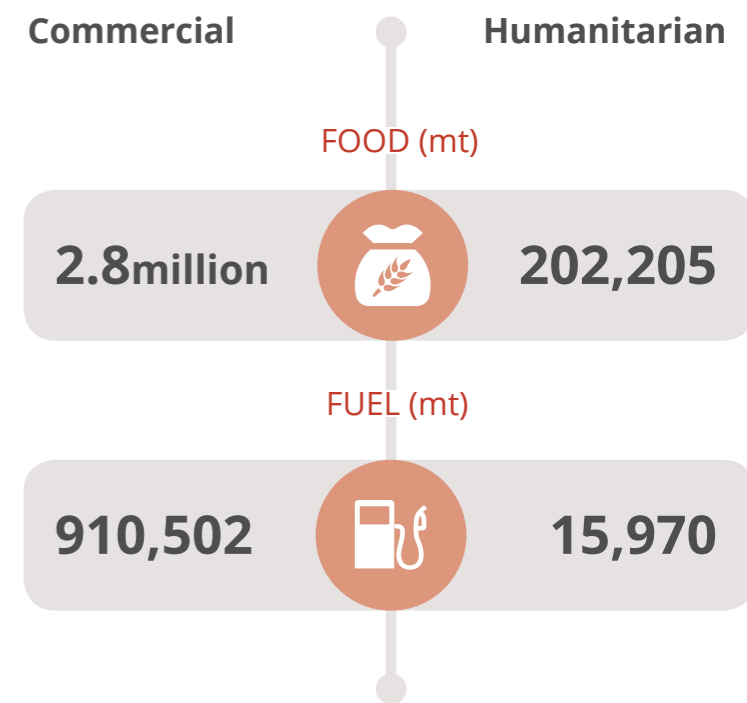 Commercial Humanitarian
FOOD (mt)
2.8million 202,205
FUEL (mt)
910,502 15,970